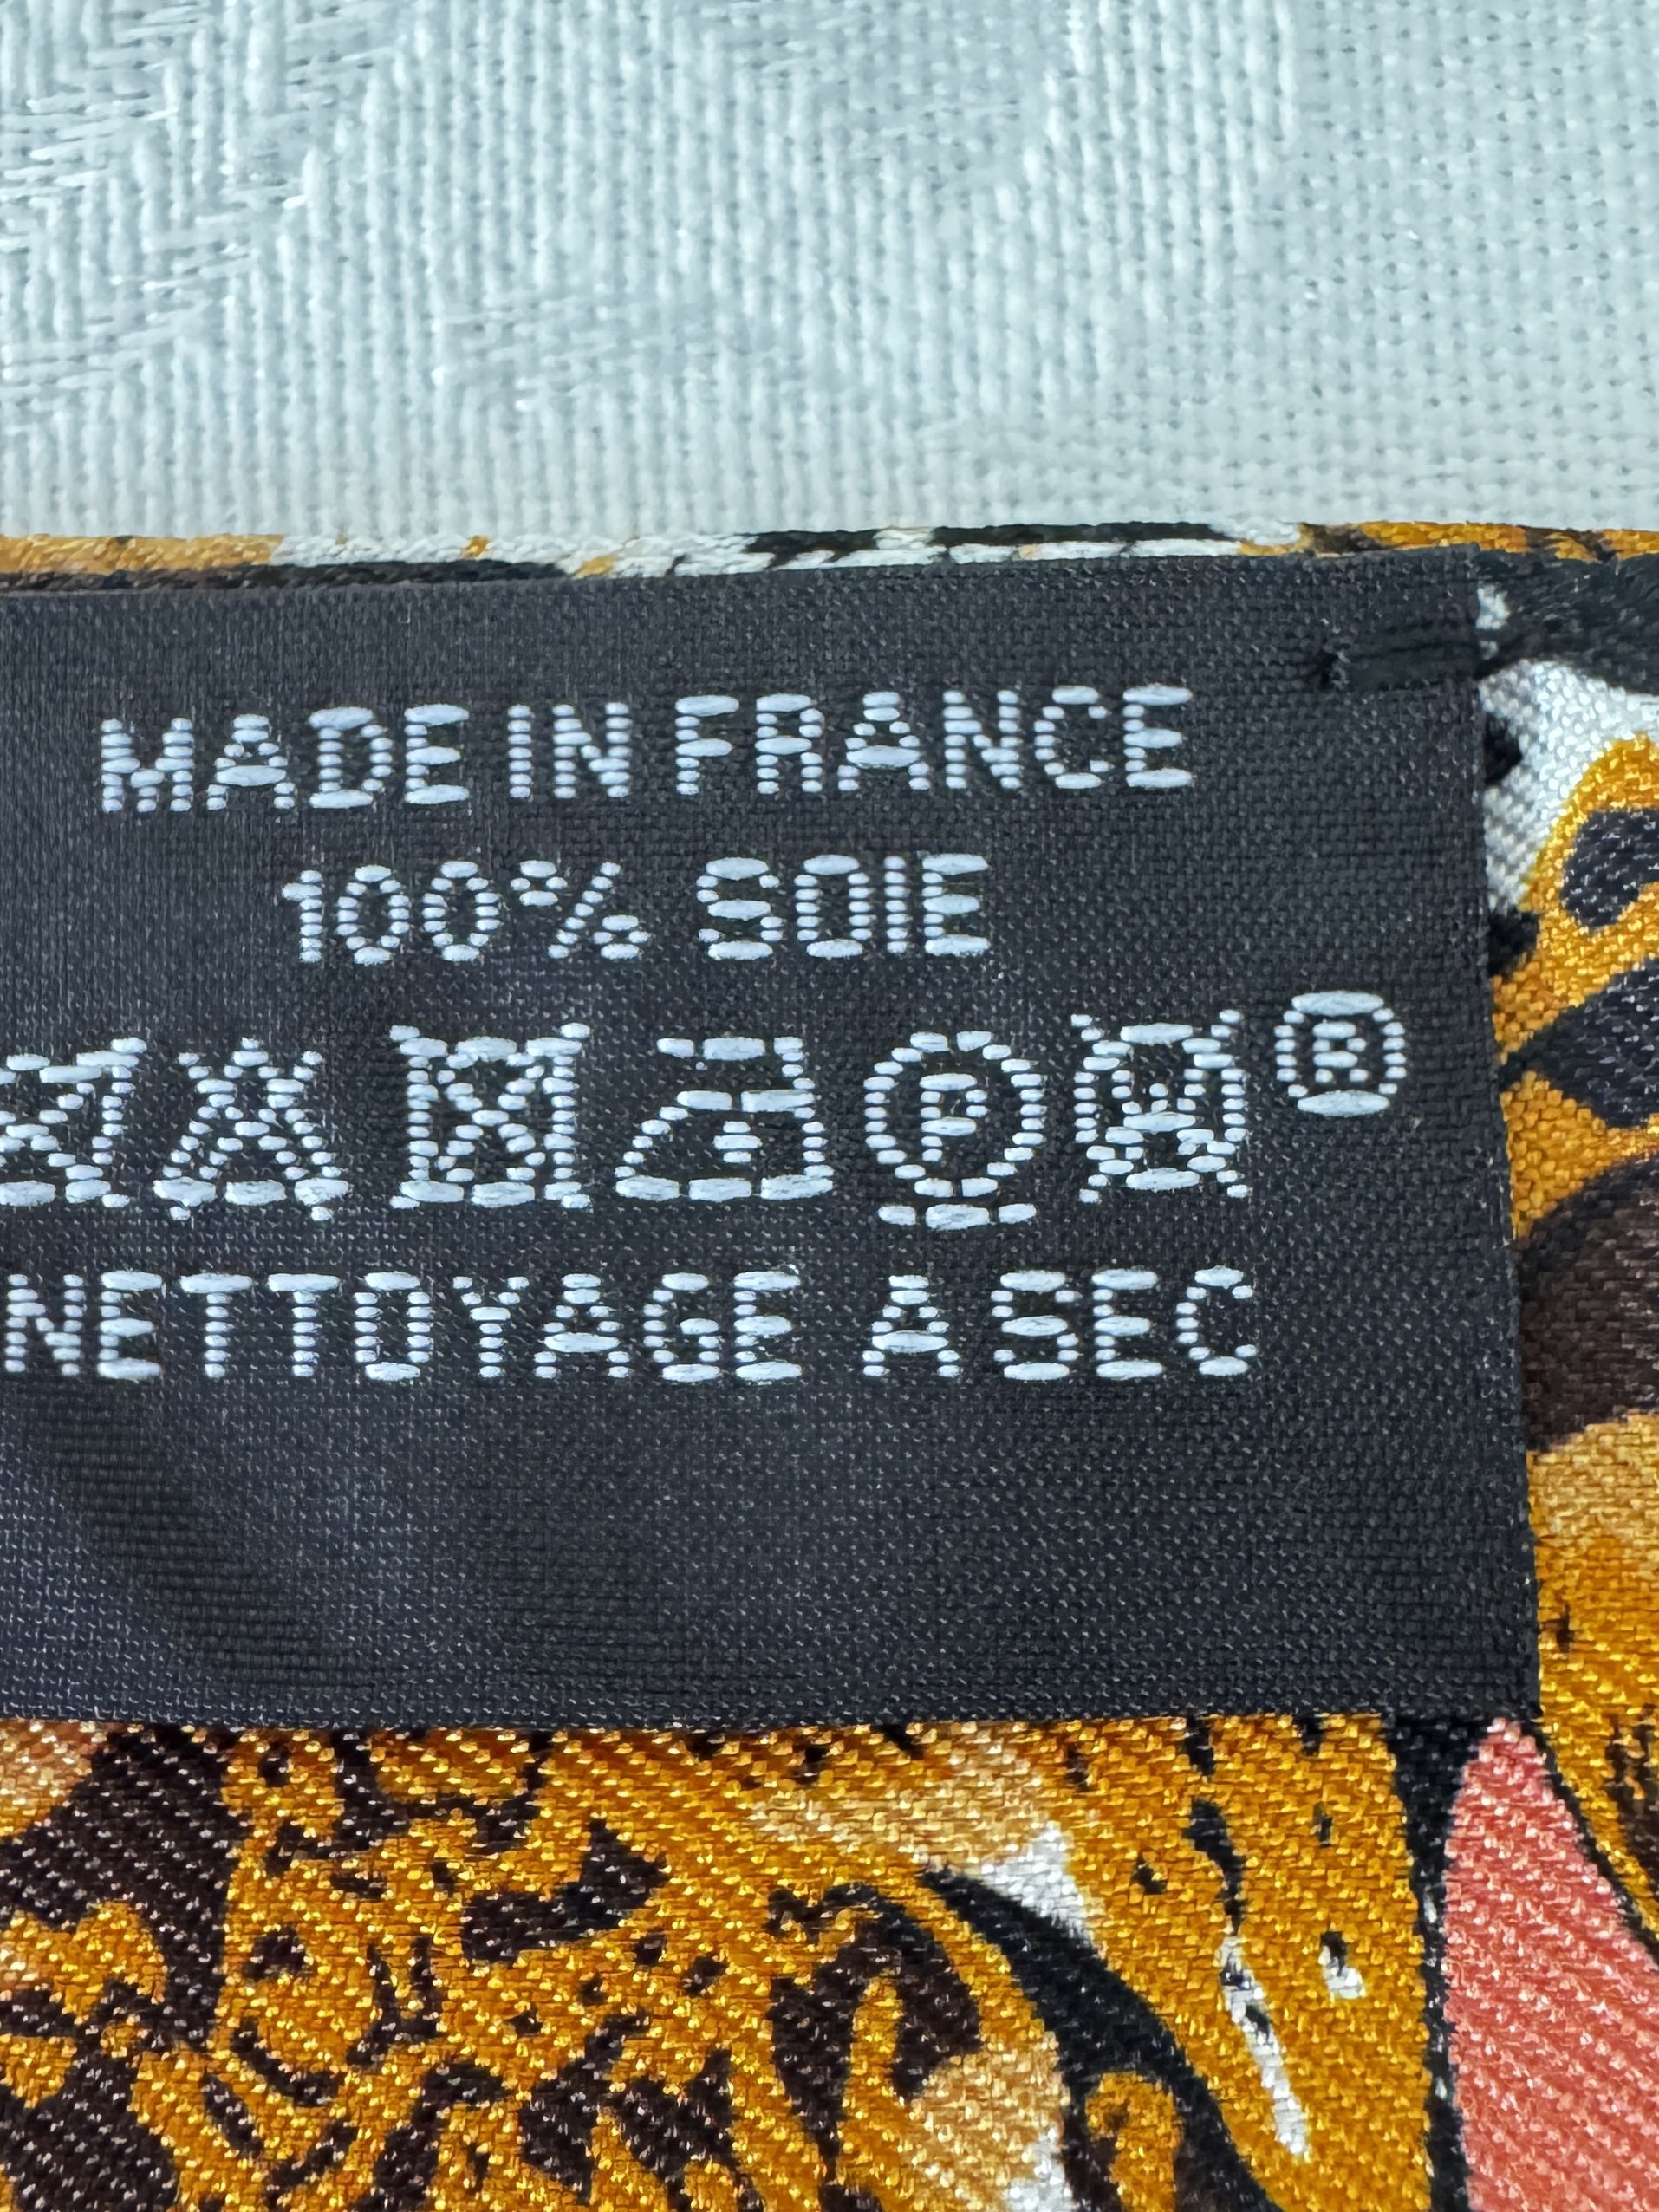 MADE IN FRANCE
100% SOIE
P ®
NETTOYAGE A SEC